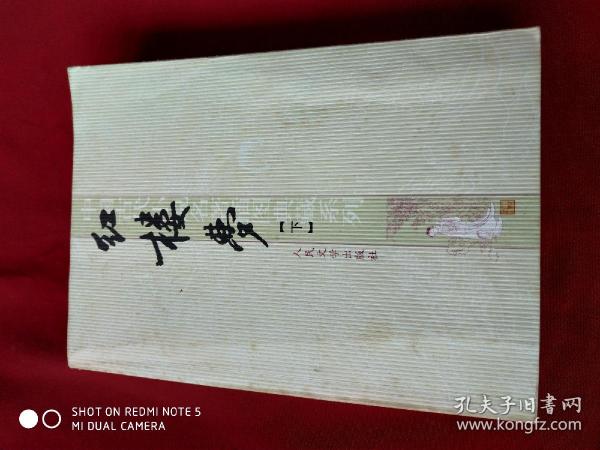 红楼梦
【下】
人民文学出版社
SHOT ON REDMI NOTE 5
MI DUAL CAMERA
孔夫子旧书网
www.kongfz.com